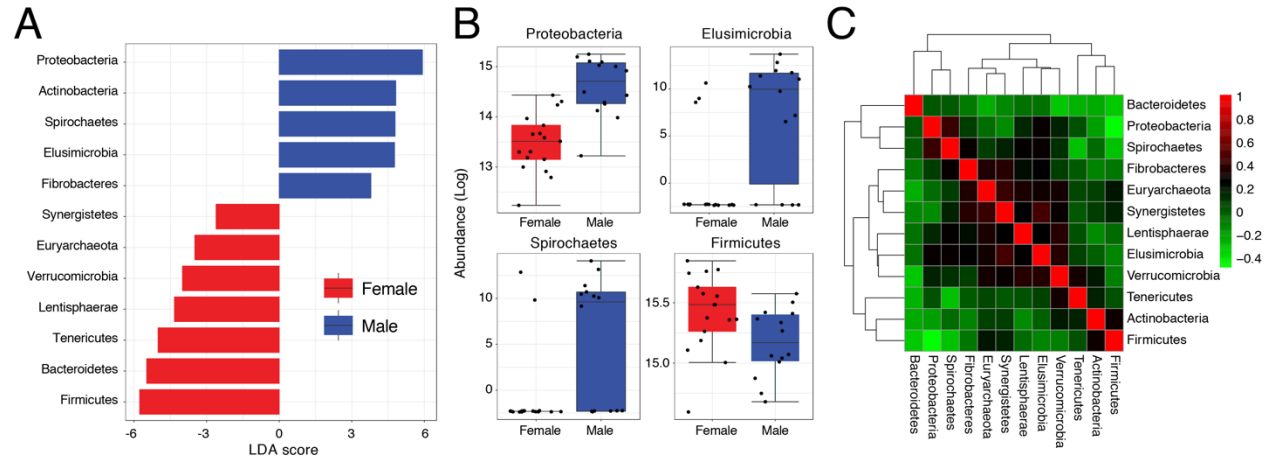 A
Proteobacteria
Actinobacteria
Spirochaetes
Elusimicrobia
Fibrobacteres
Synergistetes
Euryarchaeota
Verrucomicrobia
Lentisphaerae
Tenericutes
Bacteroidetes
Firmicutes
Female
Male
-6 -3 0 3 6
LDA score
B
Abundance (Log)
Proteobacteria
15
14
13
Female Male
Elusimicrobia
10
5
0
Female Male
Spirochaetes
10
5
0
Female Male
Firmicutes
15.5
15.0
Female Male
C
Bacteroidetes
Proteobacteria
Spirochaetes
Fibrobacteres
Euryarchaeota
Synergistetes
Lentisphaerae
Elusimicrobia
Verrucomicrobia
Tenericutes
Actinobacteria
Firmicutes
Bacteroidetes
Proteobacteria
Spirochaetes
Fibrobacteres
Euryarchaeota
Synergistetes
Lentisphaerae
Elusimicrobia
Verrucomicrobia
Tenericutes
Actinobacteria
Firmicutes
1
0.8
0.6
0.4
0.2
0
−0.2
−0.4